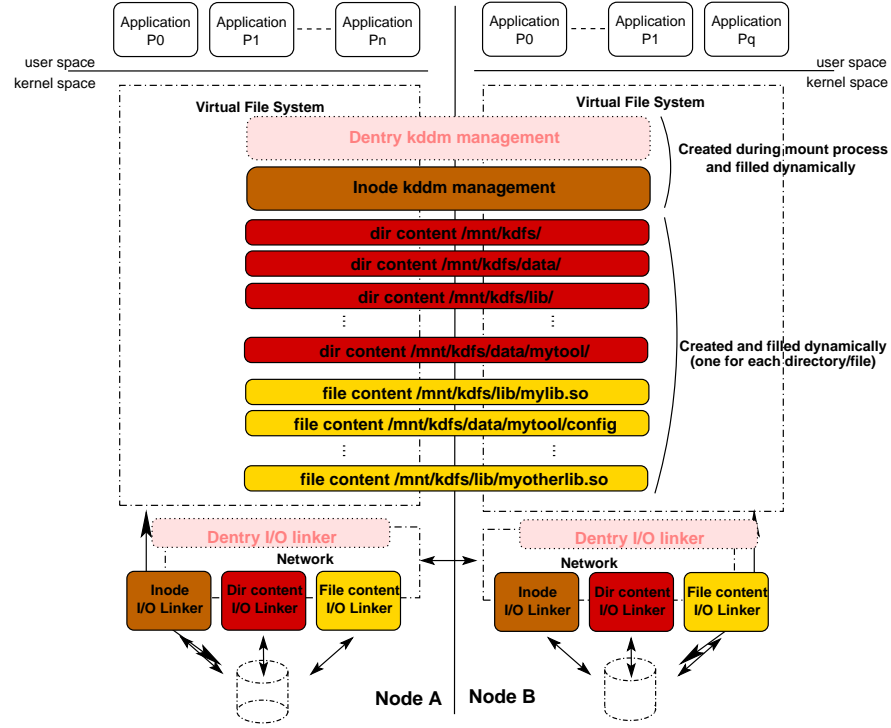 Application
P0
Application
P1
Application
Pn
Application
P0
Application
P1
Application
Pq
user space
kernel space
user space
kernel space
Virtual File System
Virtual File System
Dentry kddm management
Created during mount process
and filled dynamically
Inode kddm management
dir content /mnt/kdfs/
dir content /mnt/kdfs/data/
dir content /mnt/kdfs/lib/
dir content /mnt/kdfs/data/mytool/
Created and filled dynamically
(one for each directory/file)
file content /mnt/kdfs/lib/mylib.so
file content /mnt/kdfs/data/mytool/config
file content /mnt/kdfs/lib/myotherlib.so
Dentry I/O linker
Dentry I/O linker
Network
Network
Inode
I/O Linker
Dir content
I/O Linker
File content
I/O Linker
Inode
I/O Linker
Dir content
I/O Linker
File content
I/O Linker
Node A
Node B